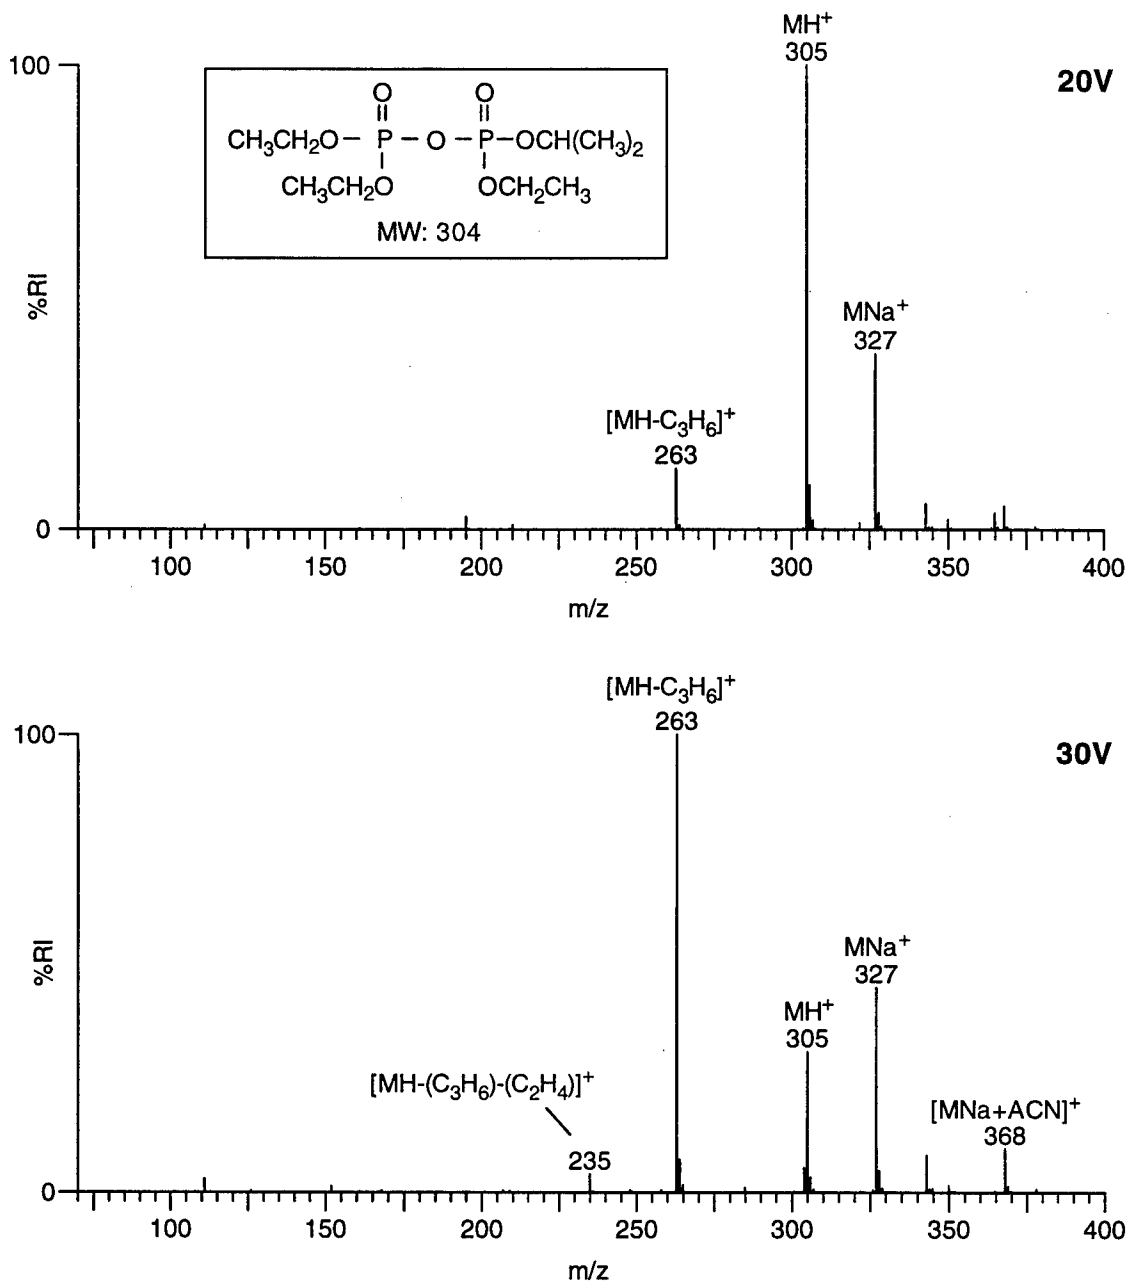 MH+
305
100
20V
O O
|| ||
CH3CH2O – P – O – P – OCH(CH3)2
CH3CH2O OCH2CH3
MW: 304
%RI
MNa+
327
[MH-C3H6]+
263
0
100 150 200 250 300 350 400
m/z
[MH-C3H6]+
263
100
30V
%RI
MNa+
327
MH+
305
[MH-(C3H6)-(C2H4)]+
235
[MNa+ACN]+
368
0
100 150 200 250 300 350 400
m/z